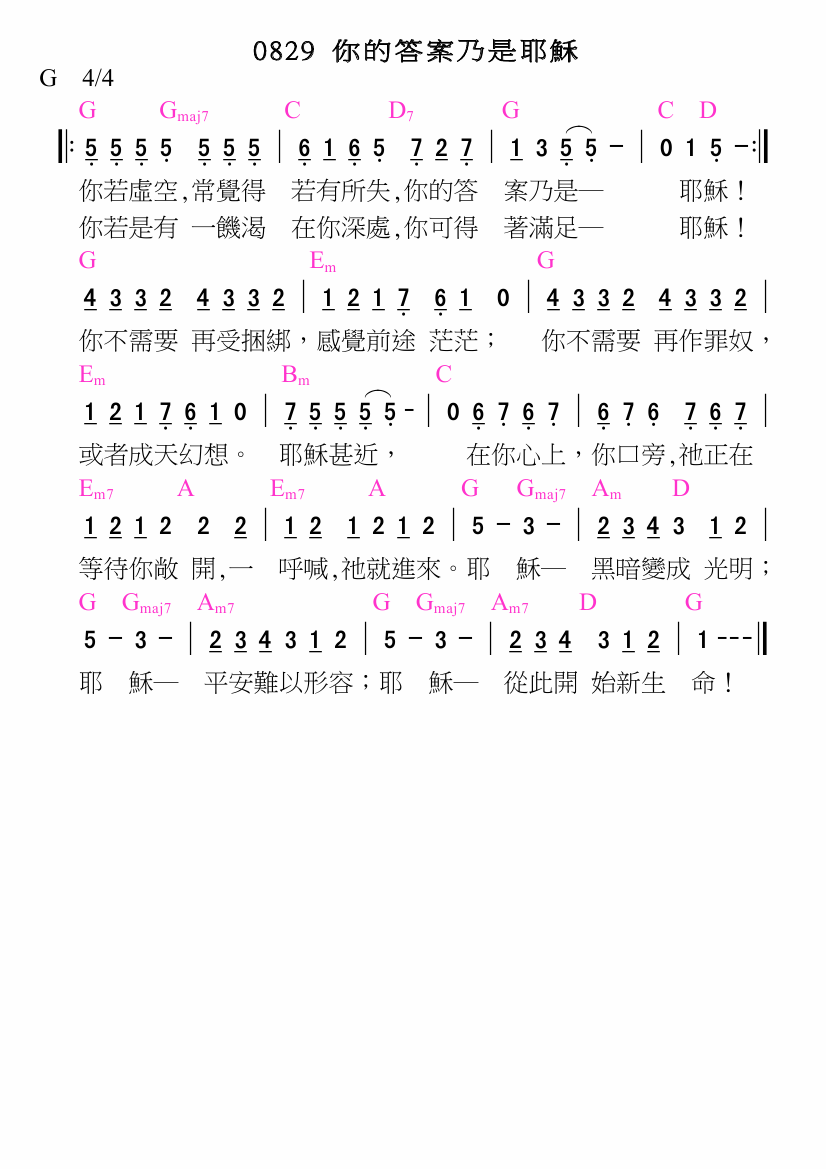 0829 你的答案乃是耶穌
G 4/4
G Gmaj7 C D7 G C D
5 5 5 5 5 5 5 | 6 1 6 5 7 2 7 | 1 3 5 5 - | 0 1 5 -
你若虛空,常覺得 若有所失,你的答 案乃是─ 耶穌！
你若是有 一饑渴 在你深處,你可得 著滿足─ 耶穌！
G Em G
4 3 3 2 4 3 3 2 | 1 2 1 7 6 1 0 | 4 3 3 2 4 3 3 2 |
你不需要 再受捆綁，感覺前途 茫茫； 你不需要 再作罪奴，
Em Bm C
1 2 1 7 6 1 0 | 7 5 5 5 5 - | 0 6 7 6 7 | 6 7 6 7 6 7 |
或者成天幻想。 耶穌甚近， 在你心上，你口旁,祂正在
Em7 A Em7 A G Gmaj7 Am D
1 2 1 2 2 2 | 1 2 1 2 1 2 | 5 - 3 - | 2 3 4 3 1 2 |
等待你敞 開,一 呼喊,祂就進來。耶 穌─ 黑暗變成 光明；
G Gmaj7 Am7 G Gmaj7 Am7 D G
5 - 3 - | 2 3 4 3 1 2 | 5 - 3 - | 2 3 4 3 1 2 | 1 - - -
耶 穌─ 平安難以形容；耶 穌─ 從此開 始新生 命！